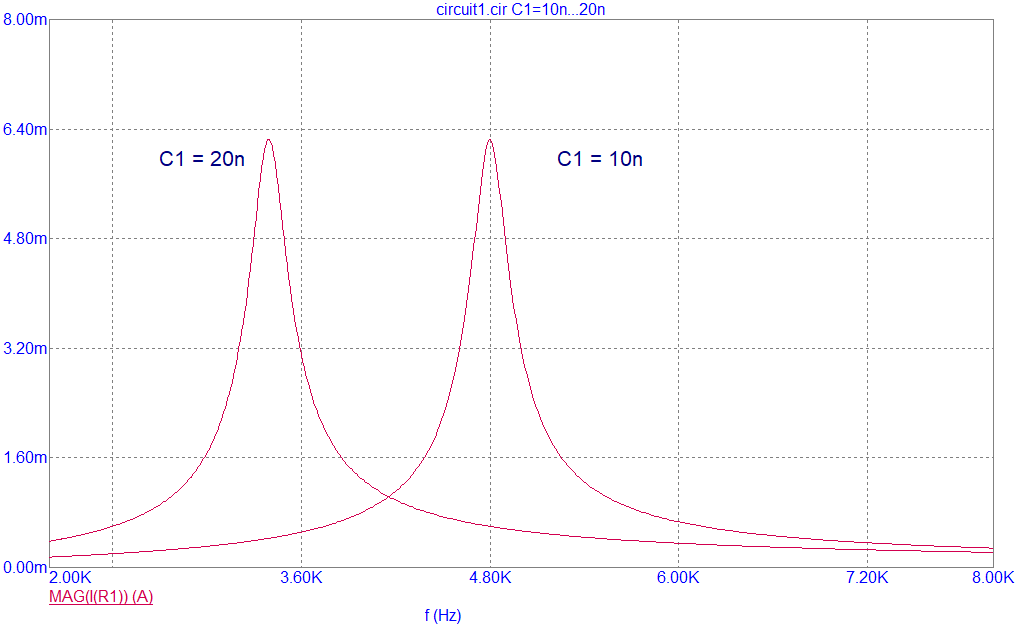 circuit1.cir C1=10n...20n
8.00m
6.40m
C1 = 20n
C1 = 10n
4.80m
3.20m
1.60m
0.00m
2.00K 3.60K 4.80K 6.00K 7.20K 8.00K
MAG(I(R1)) (A)
f (Hz)